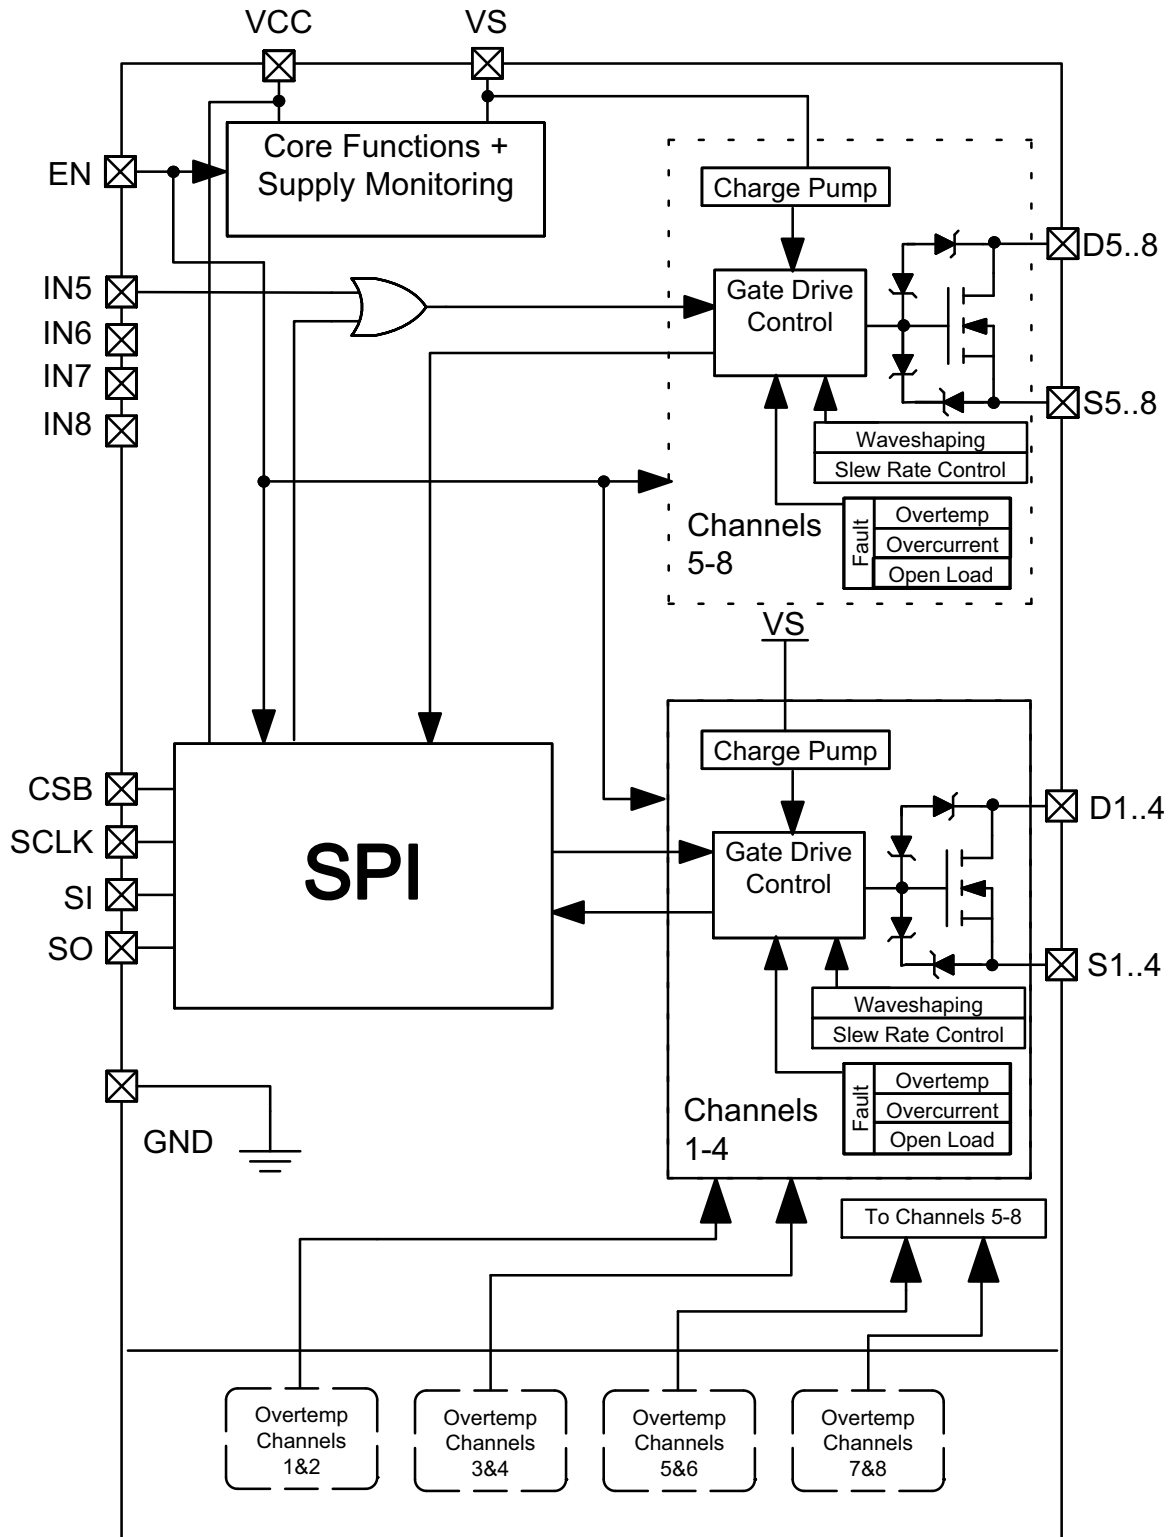 VCC
VS
EN
Core Functions +
Supply Monitoring
Charge Pump
IN5
IN6
IN7
IN8
Gate Drive
Control
D5..8
S5..8
Waveshaping
Slew Rate Control
Channels
5-8
Fault
Overtemp
Overcurrent
Open Load
VS
Charge Pump
CSB
SCLK
SI
SO
SPI
Gate Drive
Control
D1..4
S1..4
Waveshaping
Slew Rate Control
Channels
1-4
Fault
Overtemp
Overcurrent
Open Load
GND
To Channels 5-8
Overtemp
Channels
1&2
Overtemp
Channels
3&4
Overtemp
Channels
5&6
Overtemp
Channels
7&8